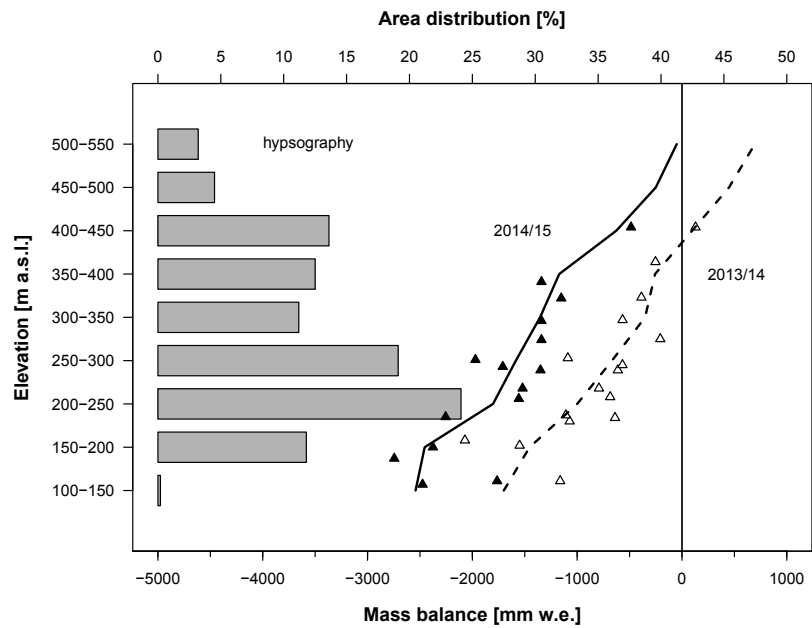 Area distribution [%]
0 5 10 15 20 25 30 35 40 45 50
Elevation [m a.s.l.]
500−550
450−500
400−450
350−400
300−350
250−300
200−250
150−200
100−150
hypsography
2014/15
2013/14
−5000 −4000 −3000 −2000 −1000 0 1000
Mass balance [mm w.e.]